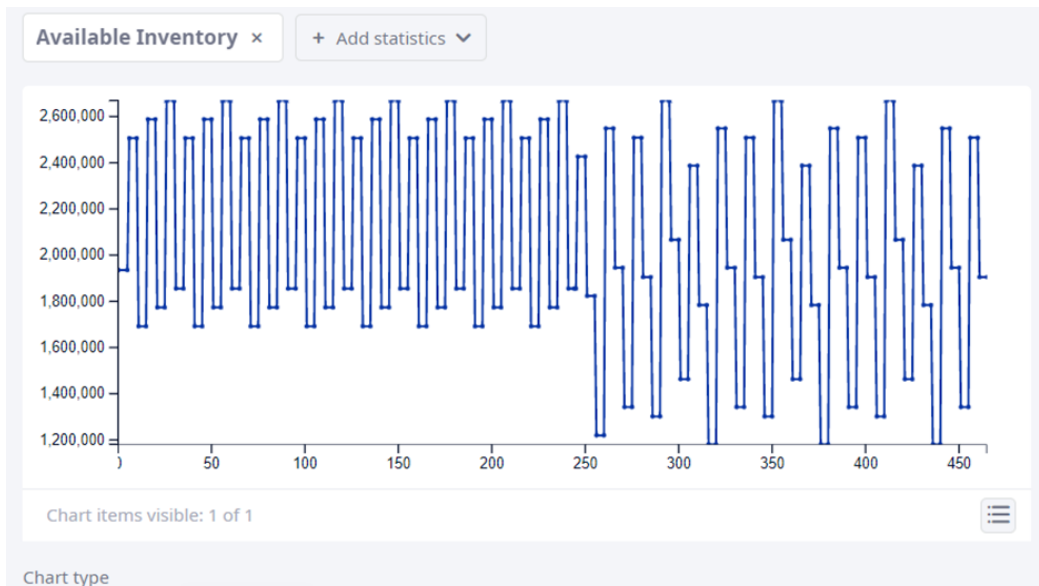 Available Inventory ×
+ Add statistics
2,600,000
2,400,000
2,200,000
2,000,000
1,800,000
1,600,000
1,400,000
1,200,000
0 50 100 150 200 250 300 350 400 450
Chart items visible: 1 of 1
Chart type